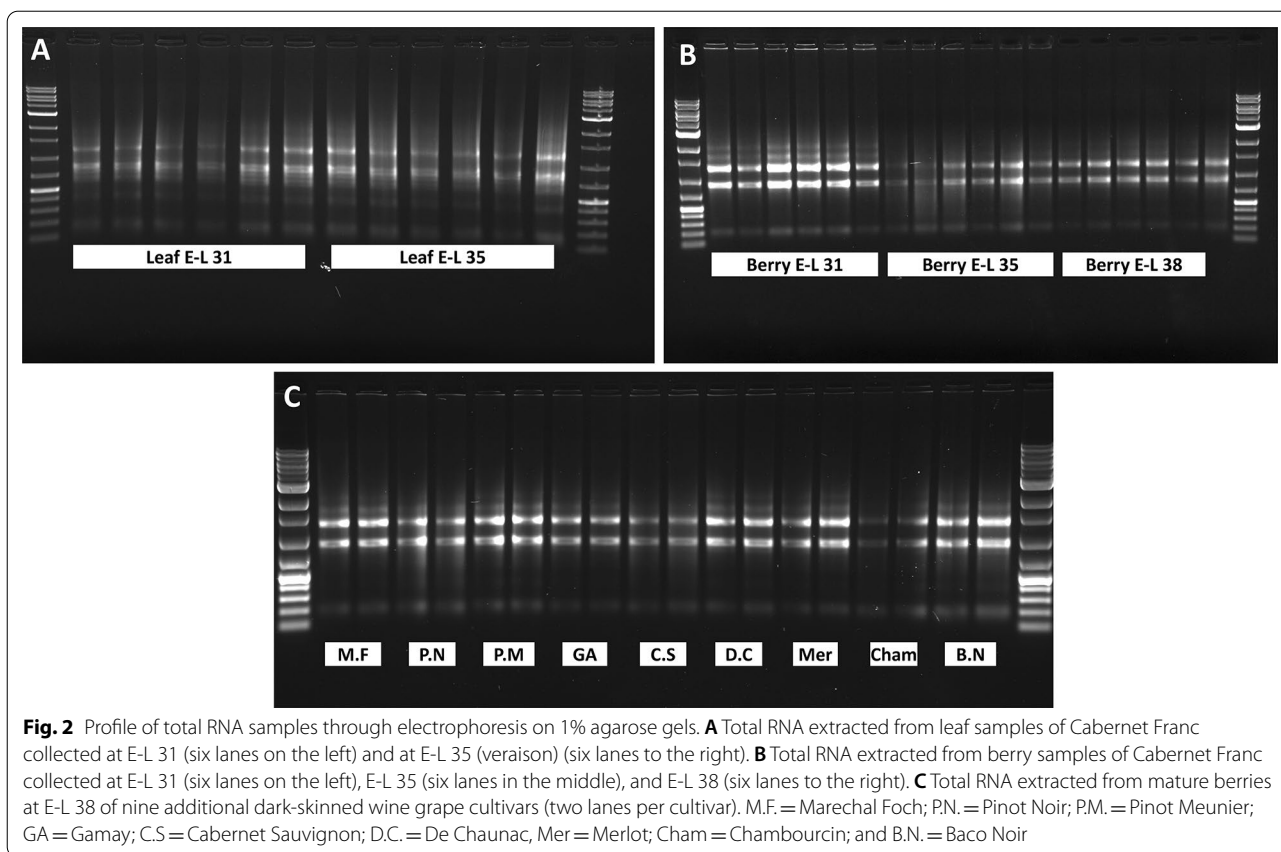 A
Leaf E-L 31 Leaf E-L 35
B
Berry E-L 31 Berry E-L 35 Berry E-L 38
C
M.F P.N P.M GA C.S D.C Mer Cham B.N
Fig. 2 Profile of total RNA samples through electrophoresis on 1% agarose gels. A Total RNA extracted from leaf samples of Cabernet Franc
collected at E-L 31 (six lanes on the left) and at E-L 35 (veraison) (six lanes to the right). B Total RNA extracted from berry samples of Cabernet Franc
collected at E-L 31 (six lanes on the left), E-L 35 (six lanes in the middle), and E-L 38 (six lanes to the right). C Total RNA extracted from mature berries
at E-L 38 of nine additional dark-skinned wine grape cultivars (two lanes per cultivar). M.F. = Marechal Foch; P.N. = Pinot Noir; P.M. = Pinot Meunier;
GA = Gamay; C.S = Cabernet Sauvignon; D.C. = De Chaunac, Mer = Merlot; Cham = Chambourcin; and B.N. = Baco Noir